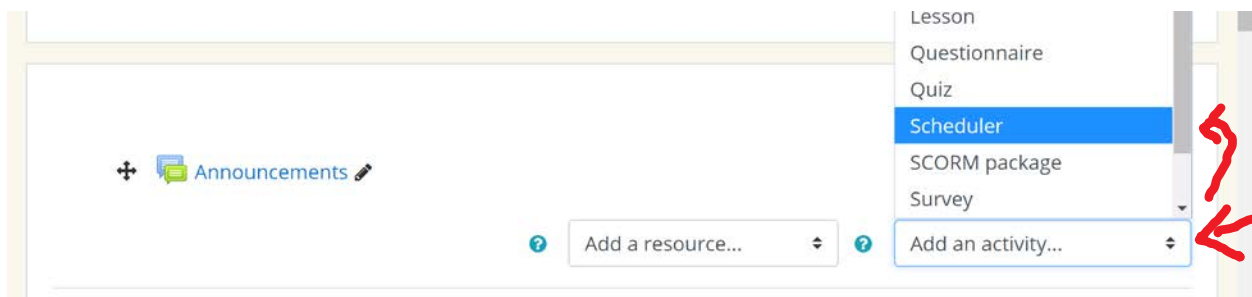 Lesson
Questionnaire
Quiz
Scheduler
SCORM package
Survey
Announcements
? Add a resource... ? Add an activity...